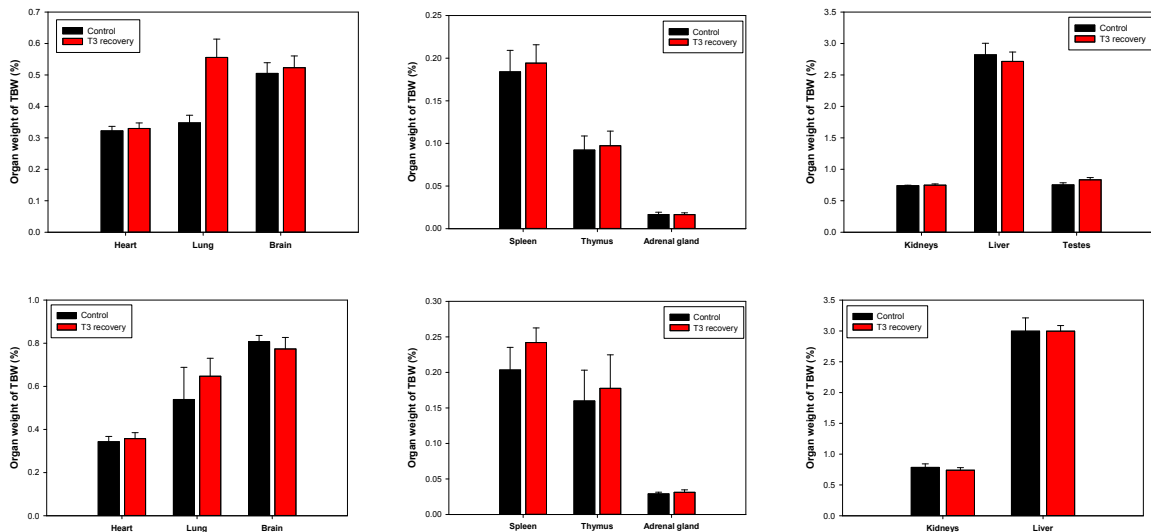 0.7
0.6
0.5
0.4
0.3
0.2
0.1
0.0
Organ weight of TBW (%)
Control
T3 recovery
Heart Lung Brain
0.25
0.20
0.15
0.10
0.05
0.00
Organ weight of TBW (%)
Control
T3 recovery
Spleen Thymus Adrenal gland
3.5
3.0
2.5
2.0
1.5
1.0
0.5
0.0
Organ weight of TBW (%)
Control
T3 recovery
Kidneys Liver Testes
1.0
0.8
0.6
0.4
0.2
0.0
Organ weight of TBW (%)
Control
T3 recovery
Heart Lung Brain
0.30
0.25
0.20
0.15
0.10
0.05
0.00
Organ weight of TBW (%)
Control
T3 recovery
Spleen Thymus Adrenal gland
3.5
3.0
2.5
2.0
1.5
1.0
0.5
0.0
Organ weight of TBW (%)
Control
T3 recovery
Kidneys Liver